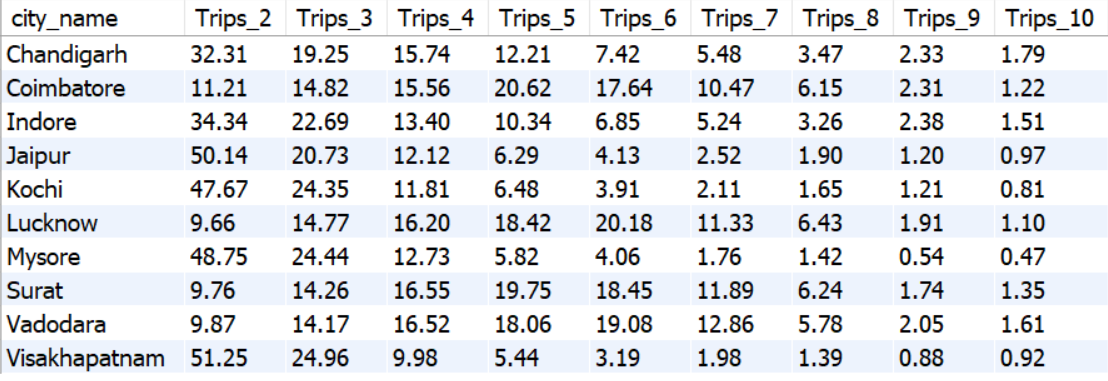 city_name Trips_2 Trips_3 Trips_4 Trips_5 Trips_6 Trips_7 Trips_8 Trips_9 Trips_10
Chandigarh 32.31 19.25 15.74 12.21 7.42 5.48 3.47 2.33 1.79
Coimbatore 11.21 14.82 15.56 20.62 17.64 10.47 6.15 2.31 1.22
Indore 34.34 22.69 13.40 10.34 6.85 5.24 3.26 2.38 1.51
Jaipur 50.14 20.73 12.12 6.29 4.13 2.52 1.90 1.20 0.97
Kochi 47.67 24.35 11.81 6.48 3.91 2.11 1.65 1.21 0.81
Lucknow 9.66 14.77 16.20 18.42 20.18 11.33 6.43 1.91 1.10
Mysore 48.75 24.44 12.73 5.82 4.06 1.76 1.42 0.54 0.47
Surat 9.76 14.26 16.55 19.75 18.45 11.89 6.24 1.74 1.35
Vadodara 9.87 14.17 16.52 18.06 19.08 12.86 5.78 2.05 1.61
Visakhapatnam 51.25 24.96 9.98 5.44 3.19 1.98 1.39 0.88 0.92